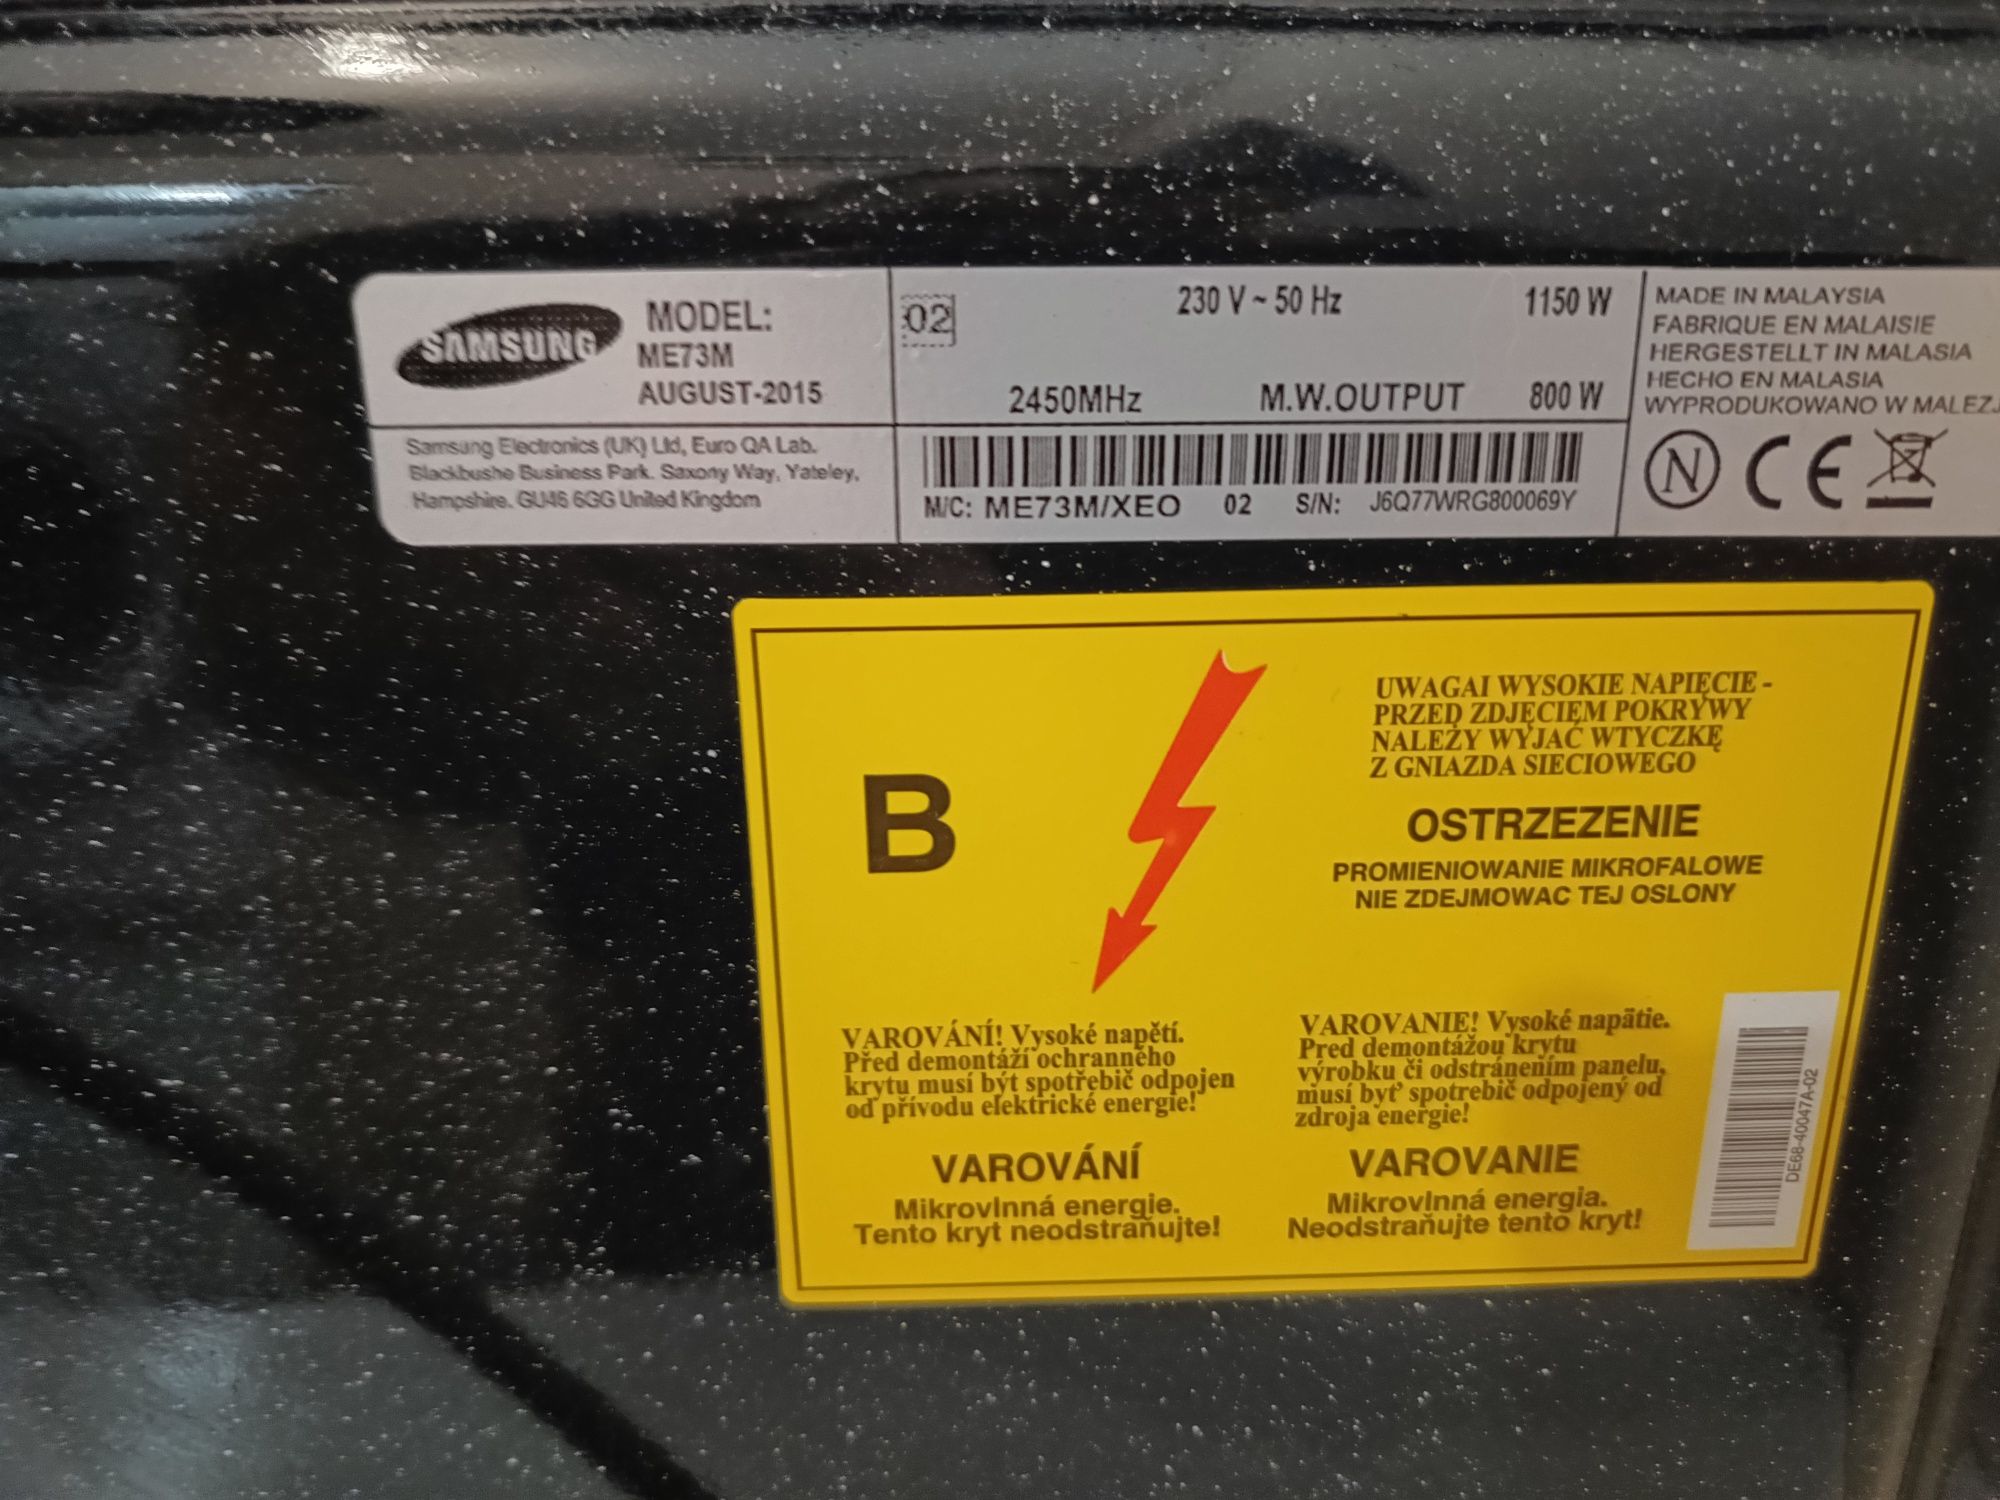 SAMSUNG
MODEL:
ME73M
AUGUST-2015
02
230 V ~ 50 Hz
1150 W
2450MHz
M.W.OUTPUT
800 W
MADE IN MALAYSIA
FABRIQUE EN MALAISIE
HERGESTELLT IN MALASIA
HECHO EN MALASIA
WYPRODUKOWANO W MALEZJ
Samsung Electronics (UK) Ltd, Euro QA Lab.
Blackbushe Business Park. Saxony Way, Yateley,
Hampshire. GU46 6GG United Kingdom
M/C: ME73M/XEO 02 S/N: J6Q77WRG800069Y
N CE
B
UWAGAI WYSOKIE NAPIĘCIE -
PRZED ZDJĘCIEM POKRYWY
NALEŻY WYJĄĆ WTYCZKĘ
Z GNIAZDA SIECIOWEGO
OSTRZEZENIE
PROMIENIOWANIE MIKROFALOWE
NIE ZDEJMOWAC TEJ OSLONY
VAROVÁNÍ! Vysoké napětí.
Před demontáží ochranného
krytu musí být spotřebič odpojen
od přívodu elektrické energie!
VAROVÁNÍ
Mikrovlnná energie.
Tento kryt neodstraňujte!
VAROVANIE! Vysoké napätie.
Pred demontážou krytu
výrobku či odstránením panelu,
musí byť spotrebič odpojený od
zdroja energie!
VAROVANIE
Mikrovlnná energia.
Neodstraňujte tento kryt!
DE68-40047A-02